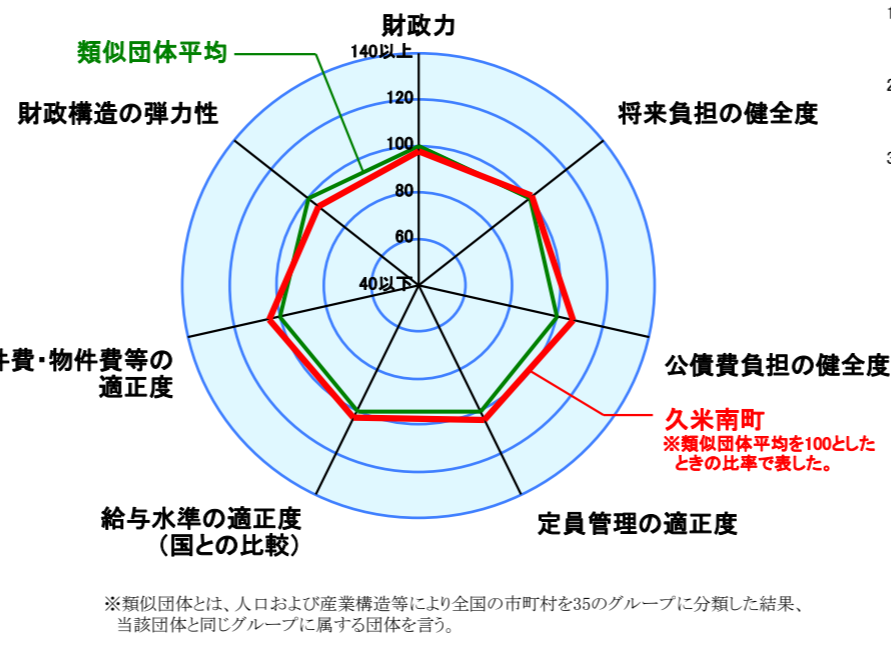 財政力
類似団体平均
140以上
財政構造の弾力性
120
将来負担の健全度
100
80
60
40以下
件費・物件費等の
適正度
公債費負担の健全度
久米南町
※類似団体平均を100とした
ときの比率で表した。
給与水準の適正度
(国との比較)
定員管理の適正度
※類似団体とは、人口および産業構造等により全国の市町村を35のグループに分類した結果、
当該団体と同じグループに属する団体を言う。
1
2
3